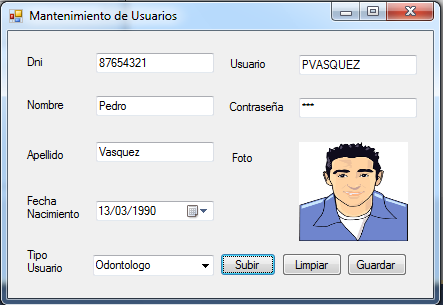 Mantenimiento de Usuarios
Dni 87654321 Usuario PVASQUEZ
Nombre Pedro Contraseña ***
Apellido Vasquez Foto
Fecha
Nacimiento 13/03/1990
Tipo
Usuario Odontologo Subir Limpiar Guardar